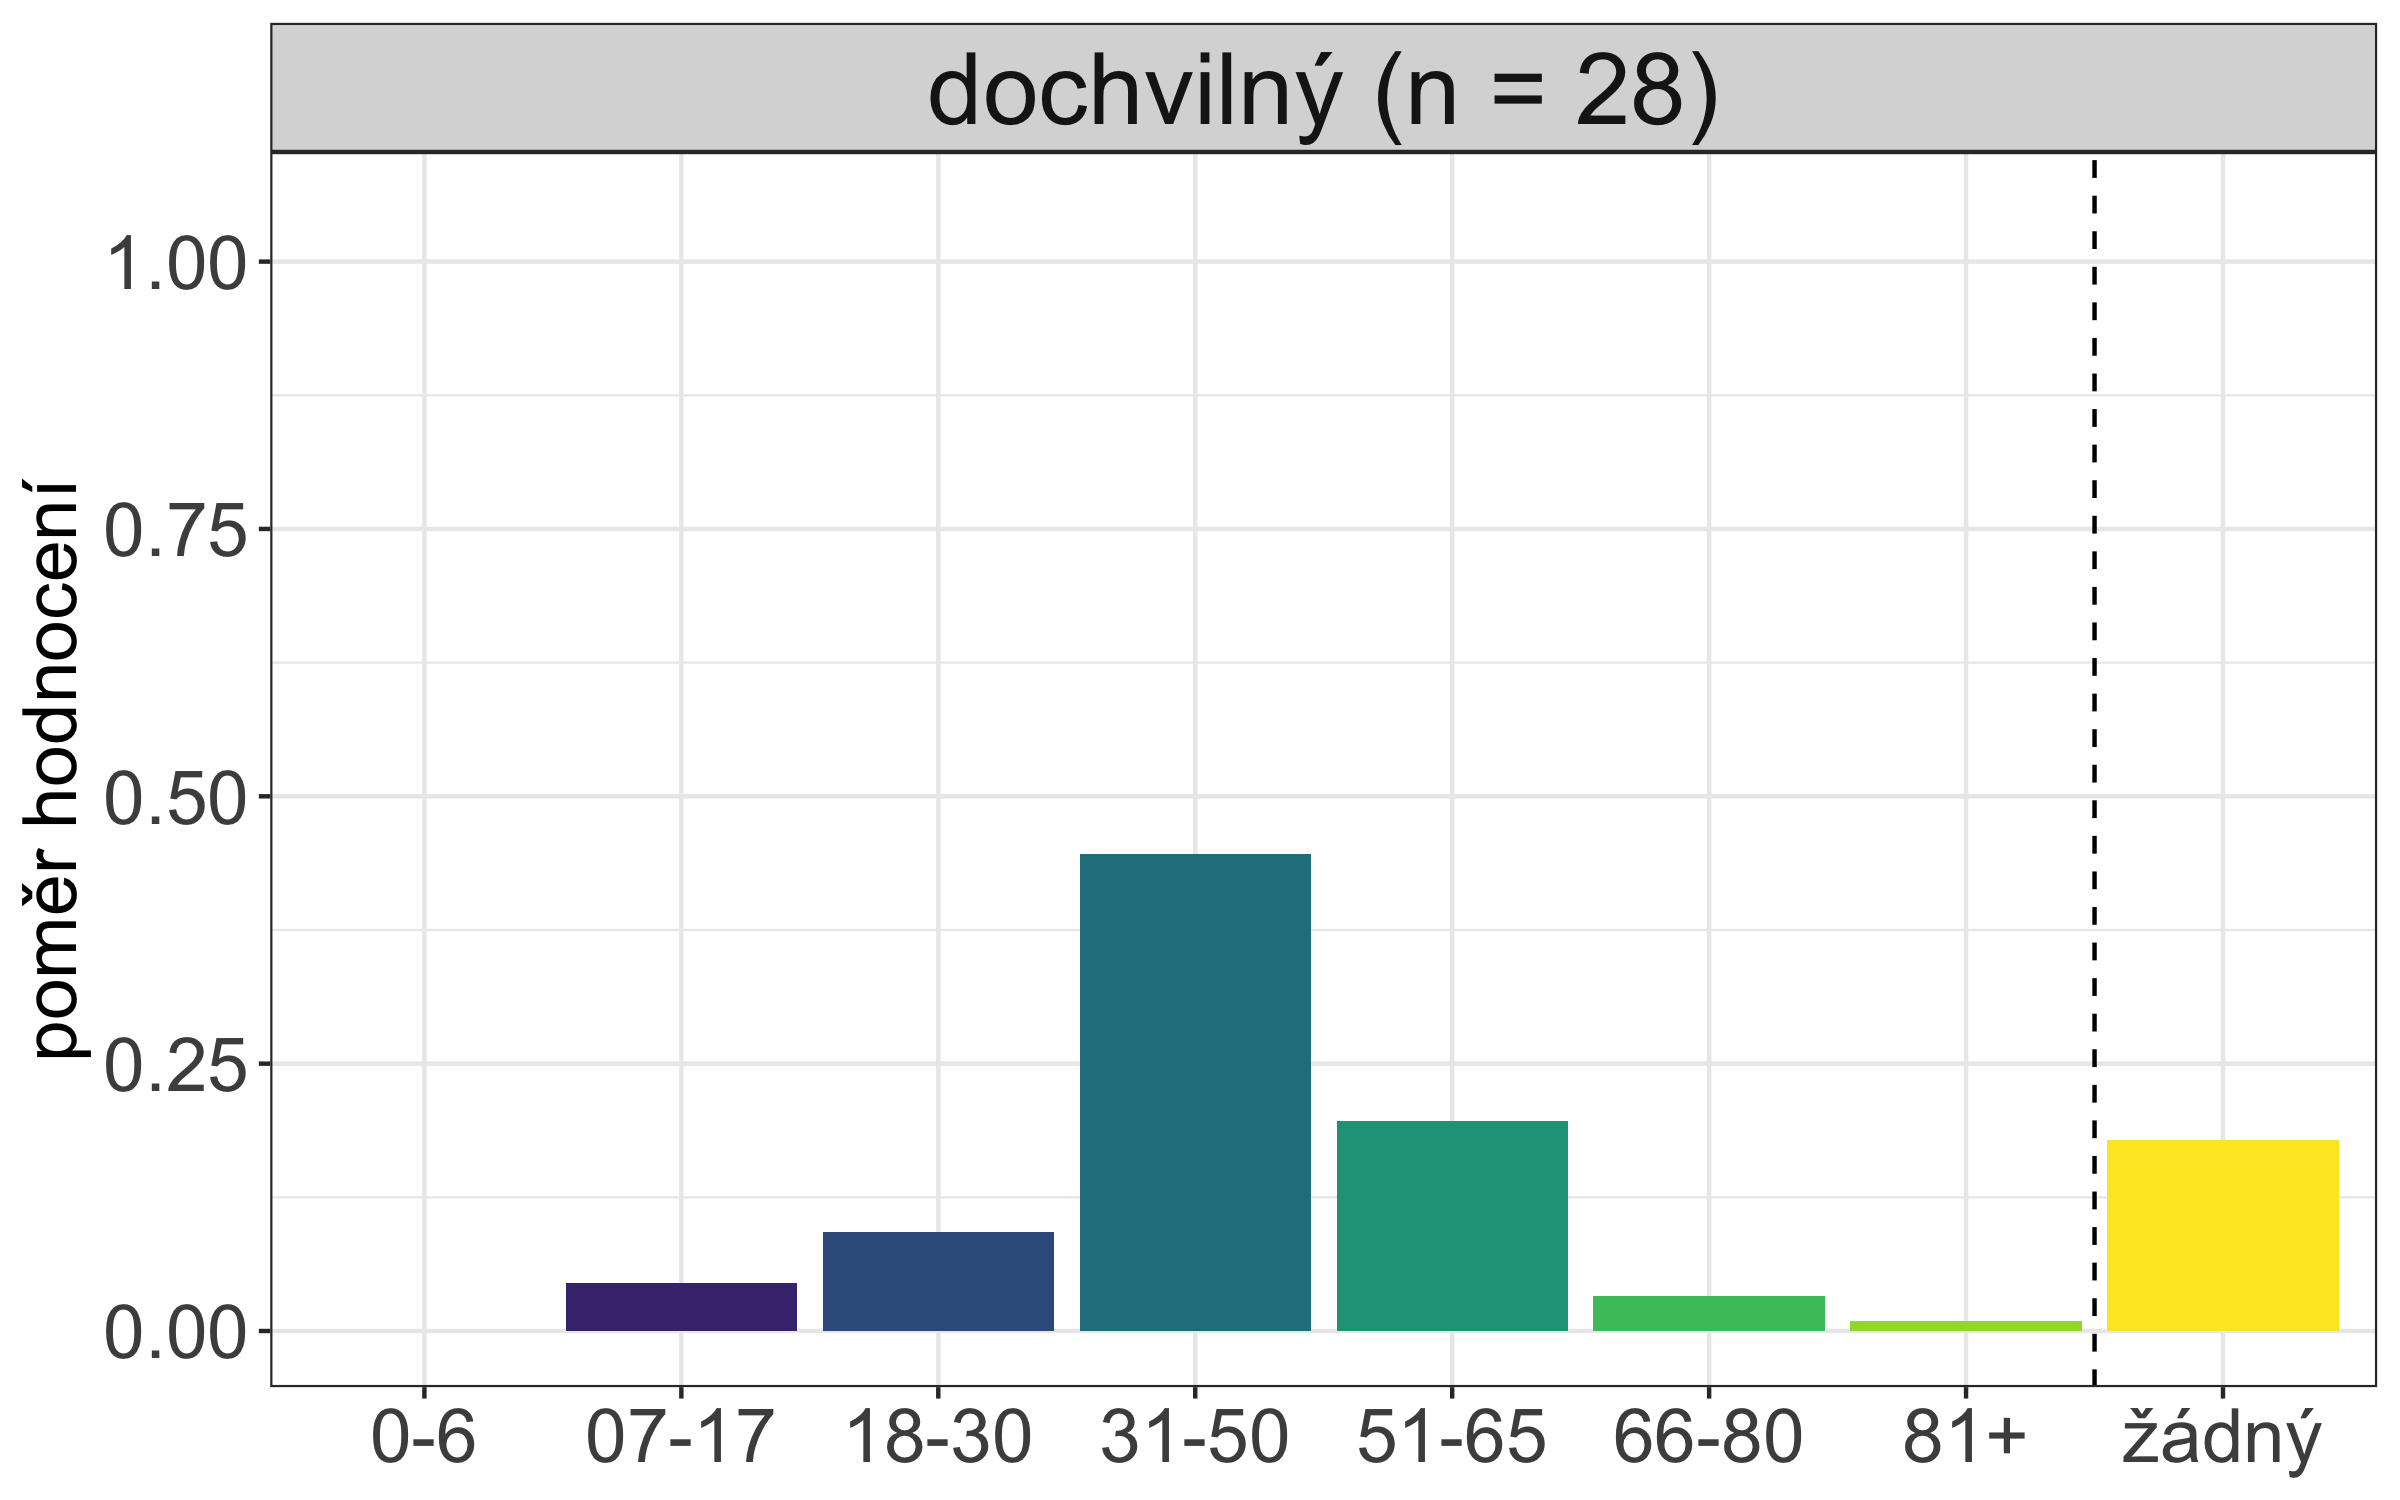 dochvilný (n = 28)
poměr hodnocení
1.00
0.75
0.50
0.25
0.00
0-6 07-17 18-30 31-50 51-65 66-80 81+ žádný